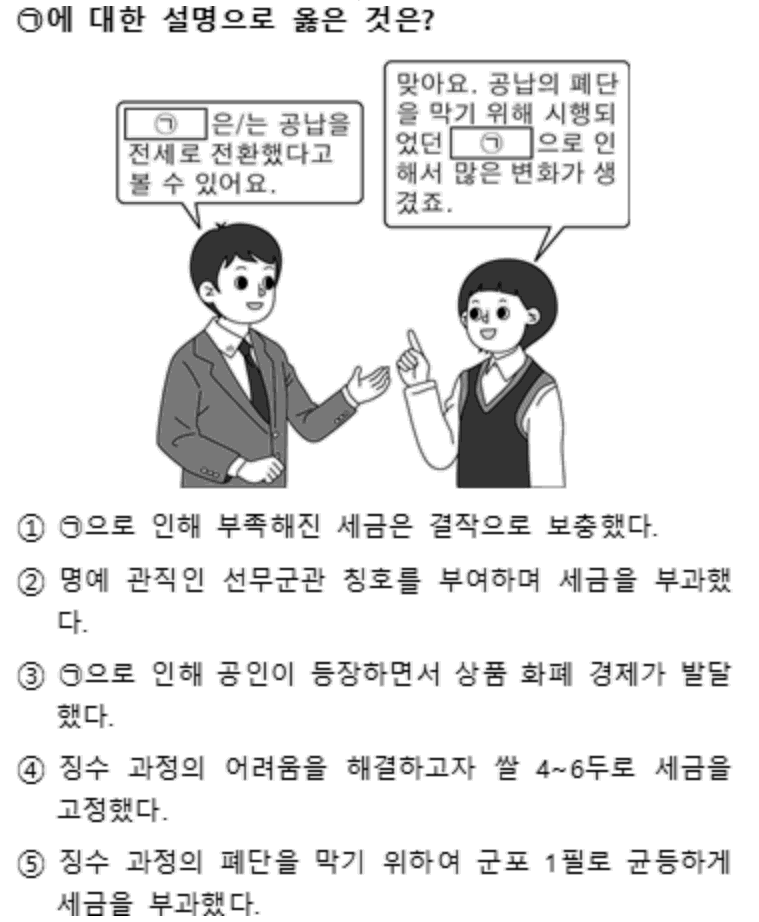 ㉠에 대한 설명으로 옳은 것은?
㉠ 은/는 공납을
전세로 전환했다고
볼 수 있어요.
맞아요. 공납의 폐단
을 막기 위해 시행되
었던 ㉠ 으로 인
해서 많은 변화가 생
겼죠.
① ㉠으로 인해 부족해진 세금은 결작으로 보충했다.
② 명예 관직인 선무군관 칭호를 부여하며 세금을 부과했
다.
③ ㉠으로 인해 공인이 등장하면서 상품 화폐 경제가 발달
했다.
④ 징수 과정의 어려움을 해결하고자 쌀 4~6두로 세금을
고정했다.
⑤ 징수 과정의 폐단을 막기 위하여 군포 1필로 균등하게
세금을 부과했다.